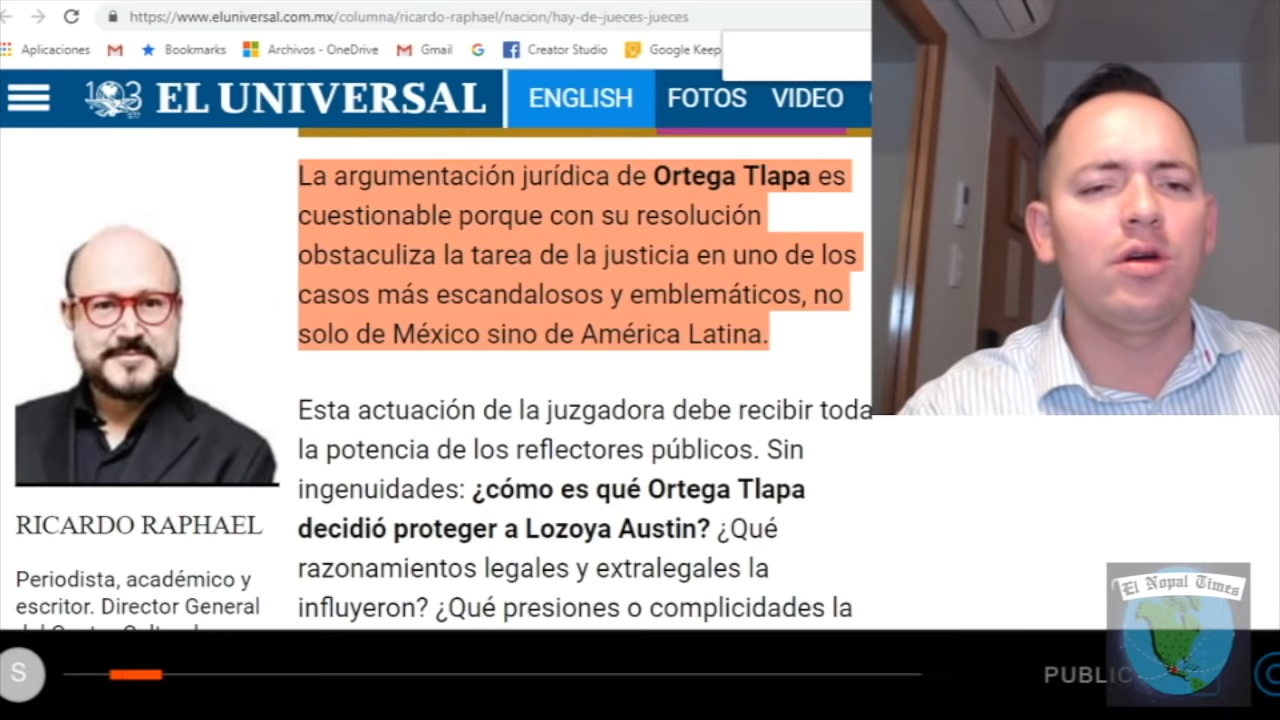 https://www.eluniversal.com.mx/columna/ricardo-raphael/nacion/hay-de-jueces-jueces
Aplicaciones Bookmarks Archivos - OneDrive Gmail Creator Studio Google Keep
103 EL UNIVERSAL ENGLISH FOTOS VIDEO
La argumentación jurídica de Ortega Tlapa es
cuestionable porque con su resolución
obstaculiza la tarea de la justicia en uno de los
casos más escandalosos y emblemáticos, no
solo de México sino de América Latina.
Esta actuación de la juzgadora debe recibir toda
la potencia de los reflectores públicos. Sin
ingenuidades: ¿cómo es qué Ortega Tlapa
decidió proteger a Lozoya Austin? ¿Qué
razonamientos legales y extralegales la
influyeron? ¿Qué presiones o complicidades la
RICARDO RAPHAEL
Periodista, académico y
escritor. Director General
El Nopal Times
S
PUBLIC